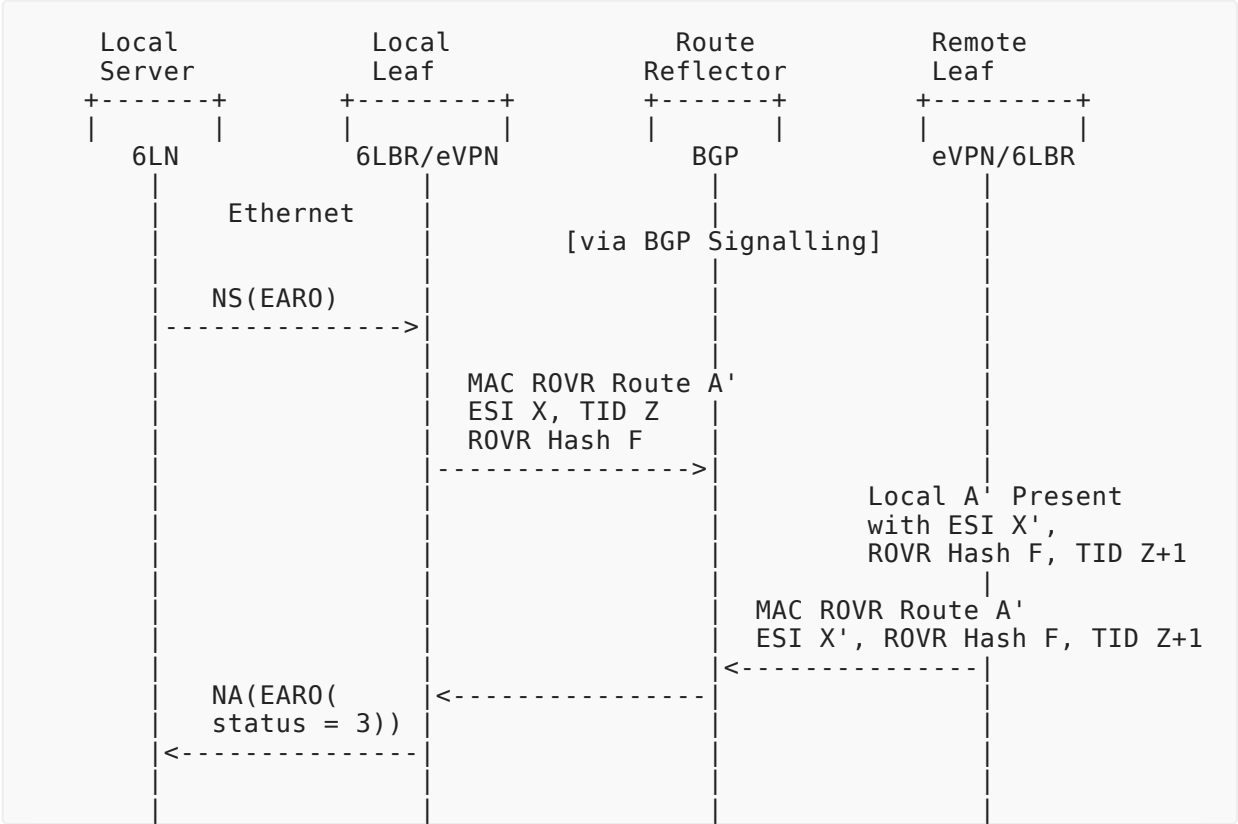 Local Local Route Remote
Server Leaf Reflector Leaf
+-------+ +---------+ +-------+ +---------+
| | | | | | | |
6LN 6LBR/eVPN BGP eVPN/6LBR
| | | |
| Ethernet | | |
| | [via BGP Signalling] |
| | | |
| NS(EARO) | | |
|--------------->| | |
| | | |
| | MAC ROVR Route A' |
| | ESI X, TID Z | |
| | ROVR Hash F | |
| |---------------->| |
| | | Local A' Present
| | | with ESI X',
| | | ROVR Hash F, TID Z+1
| | | |
| | | MAC ROVR Route A'
| | | ESI X', ROVR Hash F, TID Z+1
| | |<----------------|
| NA(EARO( |<----------------| |
| status = 3)) | | |
|<---------------| | |
| | | |
| | | |